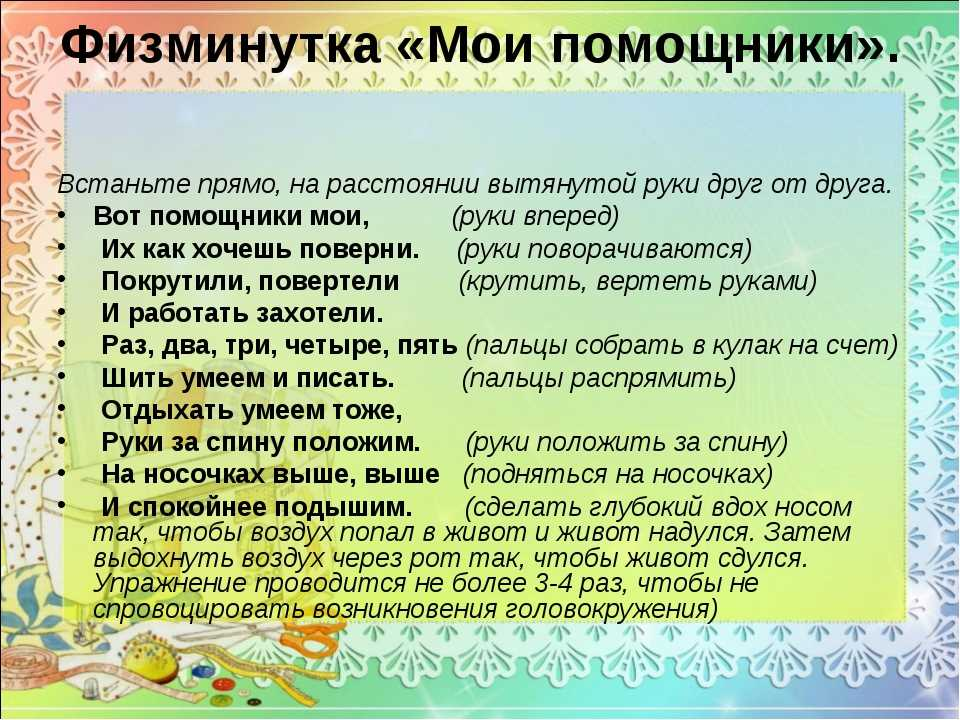 Физминутка «Мои помощники».
Встаньте прямо, на расстоянии вытянутой руки друг от друга.
• Вот помощники мои, (руки вперед)
• Их как хочешь поверни. (руки поворачиваются)
• Покрутили, повертели (крутить, вертеть руками)
• И работать захотели.
• Раз, два, три, четыре, пять (пальцы собрать в кулак на счет)
• Шить умеем и писать. (пальцы распрямить)
• Отдыхать умеем тоже,
• Руки за спину положим. (руки положить за спину)
• На носочках выше, выше (подняться на носочках)
• И спокойнее подышим. (сделать глубокий вдох носом
так, чтобы воздух попал в живот и живот надулся. Затем
выдохнуть воздух через рот так, чтобы живот сдулся.
Упражнение проводится не более 3-4 раз, чтобы не
спровоцировать возникновения головокружения)